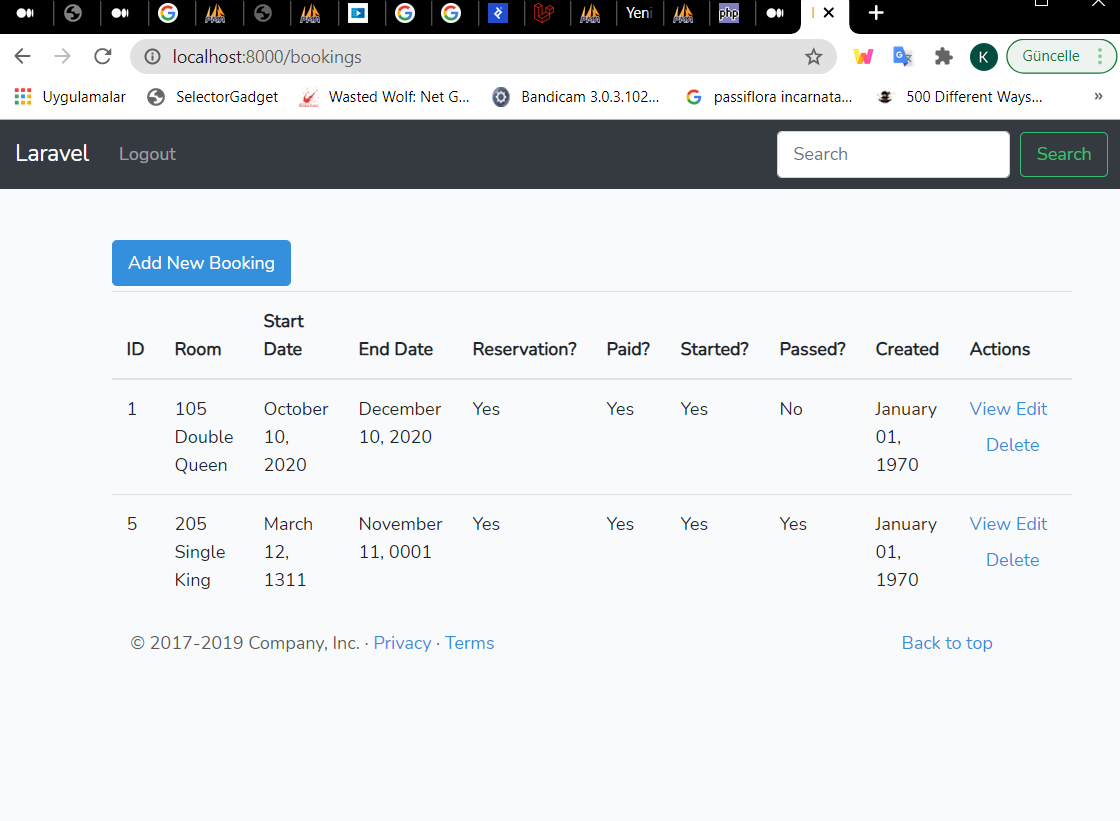 Yeni
php
localhost:8000/bookings
K
Güncelle
Uygulamalar SelectorGadget Wasted Wolf: Net G... Bandicam 3.0.3.102... passiflora incarnata... 500 Different Ways... »
Laravel Logout Search Search
Add New Booking
Start
ID Room Date End Date Reservation? Paid? Started? Passed? Created Actions
1 105 October December Yes Yes Yes No January View Edit
Double 10, 10, 2020 01, Delete
Queen 2020 1970
5 205 March November Yes Yes Yes Yes January View Edit
Single 12, 11, 0001 01, Delete
King 1311 1970
© 2017-2019 Company, Inc. · Privacy · Terms Back to top